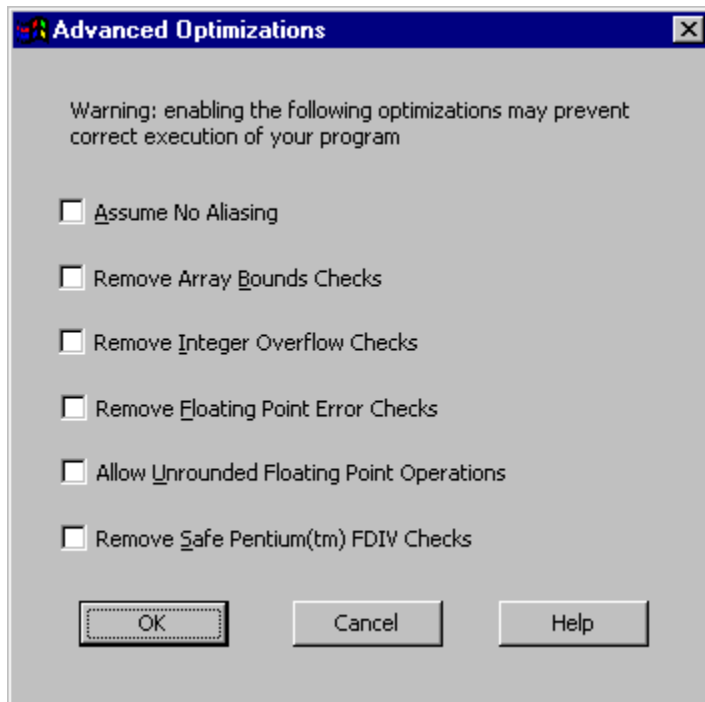 Advanced Optimizations
Warning: enabling the following optimizations may prevent
correct execution of your program
Assume No Aliasing
Remove Array Bounds Checks
Remove Integer Overflow Checks
Remove Floating Point Error Checks
Allow Unrounded Floating Point Operations
Remove Safe Pentium(tm) FDIV Checks
OK Cancel Help